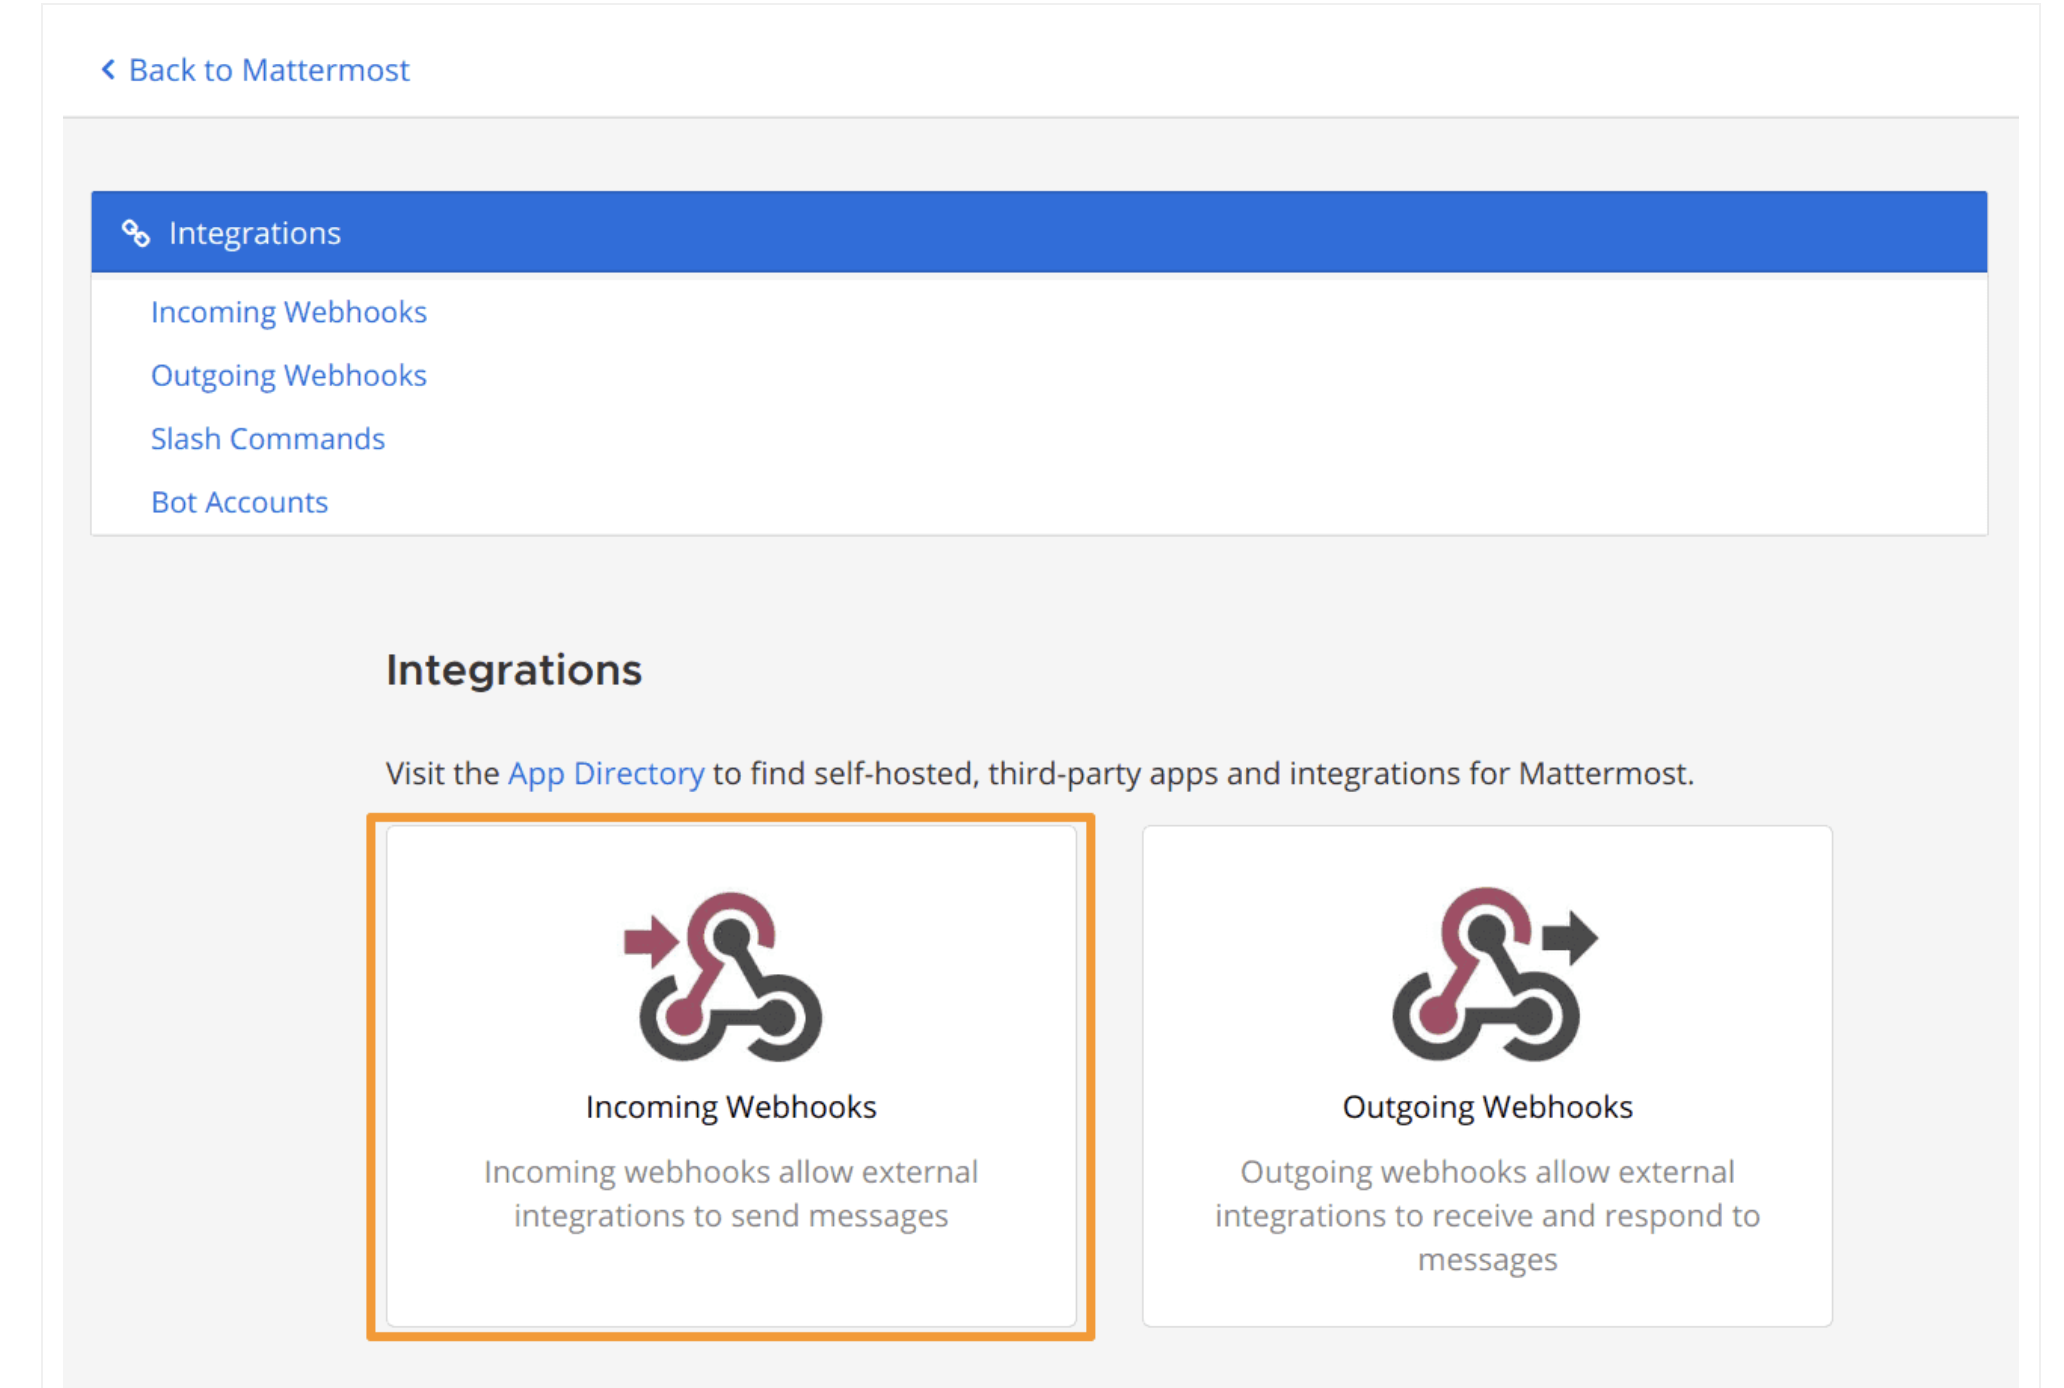 Back to Mattermost
Integrations
Incoming Webhooks
Outgoing Webhooks
Slash Commands
Bot Accounts
Integrations
Visit the App Directory to find self-hosted, third-party apps and integrations for Mattermost.
Incoming Webhooks
Incoming webhooks allow external
integrations to send messages
Outgoing Webhooks
Outgoing webhooks allow external
integrations to receive and respond to
messages